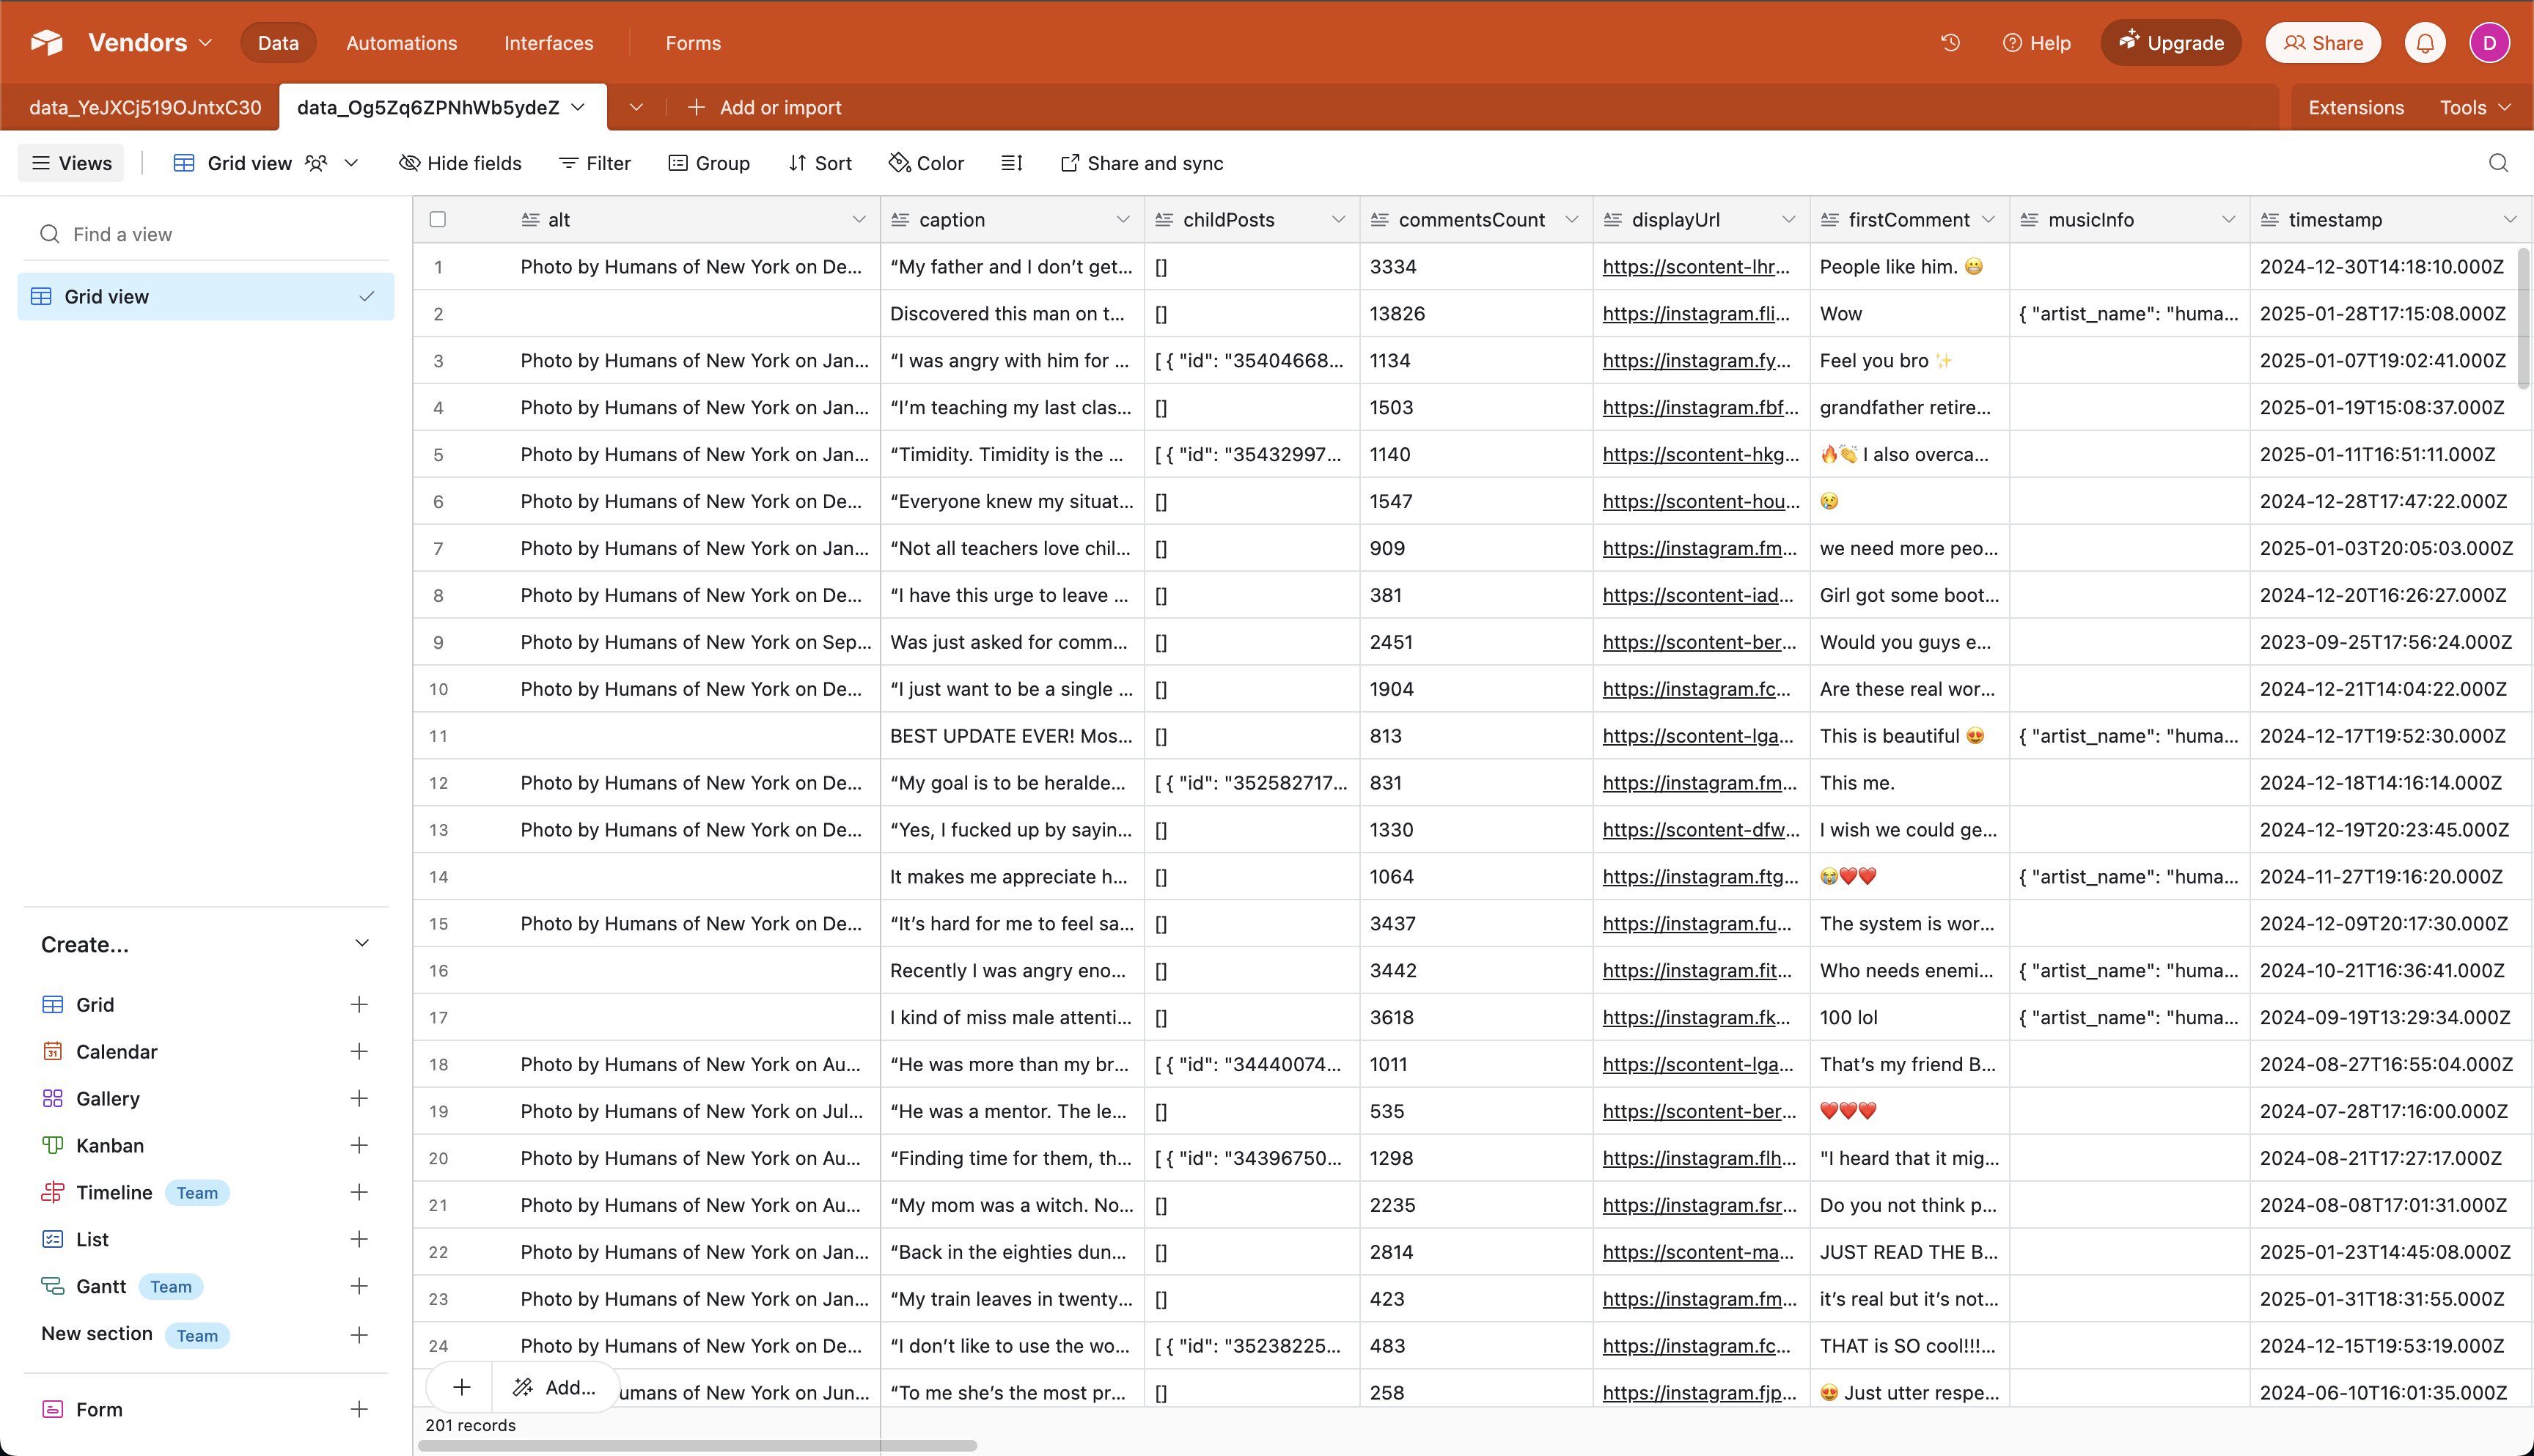 Vendors Data Automations Interfaces Forms Help Upgrade Share D
data_YeJXCj519OJntxC30 data_Og5Zq6ZPNhWb5ydeZ Add or import Extensions Tools
Views Grid view Hide fields Filter Group Sort Color Share and sync
Find a view
Grid view
Create...
Grid
Calendar
Gallery
Kanban
Timeline Team
List
Gantt Team
New section Team
Form
alt caption childPosts commentsCount displayUrl firstComment musicInfo timestamp
1 Photo by Humans of New York on De... “My father and I don’t get... [] 3334 https://scontent-lhr... People like him. 😬 2024-12-30T14:18:10.000Z
2 Discovered this man on t... [] 13826 https://instagram.fli... Wow { "artist_name": "huma... 2025-01-28T17:15:08.000Z
3 Photo by Humans of New York on Jan... “I was angry with him for ... [ { "id": "35404668... 1134 https://instagram.fy... Feel you bro ✨ 2025-01-07T19:02:41.000Z
4 Photo by Humans of New York on Jan... “I’m teaching my last clas... [] 1503 https://instagram.fbf... grandfather retire... 2025-01-19T15:08:37.000Z
5 Photo by Humans of New York on Jan... “Timidity. Timidity is the ... [ { "id": "35432997... 1140 https://scontent-hkg... 🔥👏 I also overca... 2025-01-11T16:51:11.000Z
6 Photo by Humans of New York on De... “Everyone knew my situat... [] 1547 https://scontent-hou... 😢 2024-12-28T17:47:22.000Z
7 Photo by Humans of New York on Jan... “Not all teachers love chil... [] 909 https://instagram.fm... we need more peo... 2025-01-03T20:05:03.000Z
8 Photo by Humans of New York on De... “I have this urge to leave ... [] 381 https://scontent-iad... Girl got some boot... 2024-12-20T16:26:27.000Z
9 Photo by Humans of New York on Sep... Was just asked for comm... [] 2451 https://scontent-ber... Would you guys e... 2023-09-25T17:56:24.000Z
10 Photo by Humans of New York on De... “I just want to be a single ... [] 1904 https://instagram.fc... Are these real wor... 2024-12-21T14:04:22.000Z
11 BEST UPDATE EVER! Mos... [] 813 https://scontent-lga... This is beautiful 😍 { "artist_name": "huma... 2024-12-17T19:52:30.000Z
12 Photo by Humans of New York on De... “My goal is to be heralde... [ { "id": "352582717... 831 https://instagram.fm... This me. 2024-12-18T14:16:14.000Z
13 Photo by Humans of New York on De... “Yes, I fucked up by sayin... [] 1330 https://scontent-dfw... I wish we could ge... 2024-12-19T20:23:45.000Z
14 It makes me appreciate h... [] 1064 https://instagram.ftg... 😭❤️❤️ { "artist_name": "huma... 2024-11-27T19:16:20.000Z
15 Photo by Humans of New York on De... “It’s hard for me to feel sa... [] 3437 https://instagram.fu... The system is wor... 2024-12-09T20:17:30.000Z
16 Recently I was angry eno... [] 3442 https://instagram.fit... Who needs enemi... { "artist_name": "huma... 2024-10-21T16:36:41.000Z
17 I kind of miss male attenti... [] 3618 https://instagram.fk... 100 lol { "artist_name": "huma... 2024-09-19T13:29:34.000Z
18 Photo by Humans of New York on Au... “He was more than my br... [ { "id": "34440074... 1011 https://scontent-lga... That’s my friend B... 2024-08-27T16:55:04.000Z
19 Photo by Humans of New York on Jul... “He was a mentor. The le... [] 535 https://scontent-ber... ❤️❤️❤️ 2024-07-28T17:16:00.000Z
20 Photo by Humans of New York on Au... “Finding time for them, th... [ { "id": "34396750... 1298 https://instagram.flh... "I heard that it mig... 2024-08-21T17:27:17.000Z
21 Photo by Humans of New York on Au... “My mom was a witch. No... [] 2235 https://instagram.fsr... Do you not think p... 2024-08-08T17:01:31.000Z
22 Photo by Humans of New York on Jan... “Back in the eighties dun... [] 2814 https://scontent-ma... JUST READ THE B... 2025-01-23T14:45:08.000Z
23 Photo by Humans of New York on Jan... “My train leaves in twenty... [] 423 https://instagram.fm... it’s real but it’s not... 2025-01-31T18:31:55.000Z
24 Photo by Humans of New York on De... “I don’t like to use the wo... [ { "id": "35238225... 483 https://instagram.fc... THAT is SO cool!!!... 2024-12-15T19:53:19.000Z
Add... umans of New York on Jun... “To me she’s the most pr... [] 258 https://instagram.fjp... 😍 Just utter respe... 2024-06-10T16:01:35.000Z
201 records